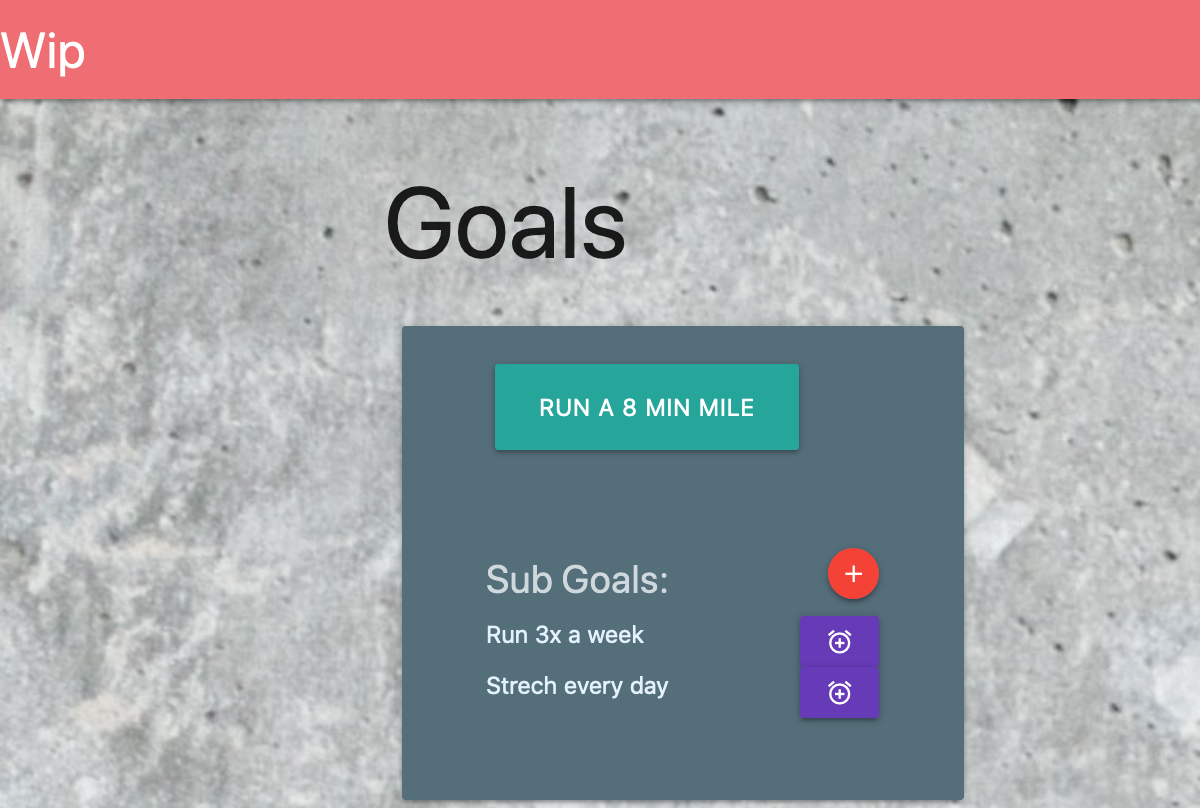 Wip
Goals
RUN A 8 MIN MILE
Sub Goals:
Run 3x a week
Strech every day